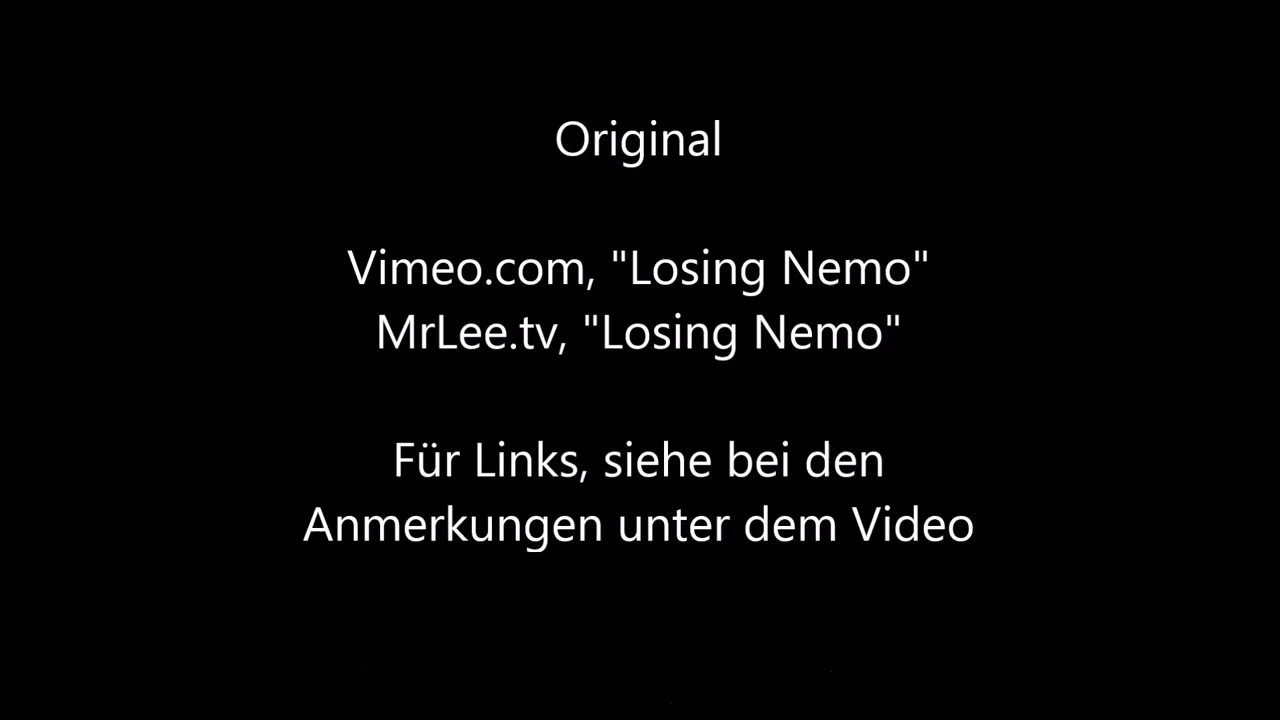 Original
Vimeo.com, "Losing Nemo"
MrLee.tv, "Losing Nemo"
Für Links, siehe bei den
Anmerkungen unter dem Video